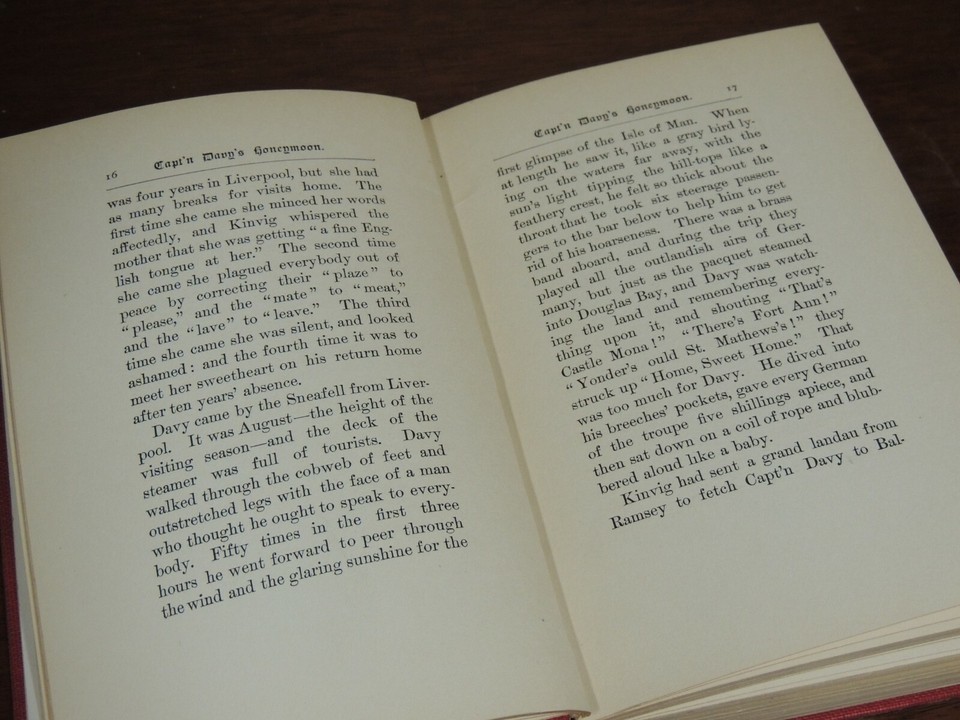 16
Capt'n Davy's Honeymoon.
was four years in Liverpool, but she had
as many breaks for visits home. The
first time she came she minced her words
affectedly, and Kinvig whispered the
mother that she was getting "a fine Eng-
lish tongue at her." The second time
she came she plagued everybody out of
peace by correcting their "plaze" to
"please," and the "mate" to "meat,"
and the "lave" to "leave." The third
time she came she was silent, and looked
ashamed: and the fourth time it was to
meet her sweetheart on his return home
after ten years' absence.
Davy came by the Sneafell from Liver-
pool. It was August—the height of the
visiting season—and the deck of the
steamer was full of tourists. Davy
walked through the cobweb of feet and
outstretched legs with the face of a man
who thought he ought to speak to every-
body. Fifty times in the first three
hours he went forward to peer through
the wind and the glaring sunshine for the
Capt'n Davy's Honeymoon.
17
first glimpse of the Isle of Man. When
at length he saw it, like a gray bird ly-
ing on the waters far away, with the
sun's light tipping the hill-tops like a
feathery crest, he felt so thick about the
throat that he took six steerage passen-
gers to the bar below to help him to get
rid of his hoarseness. There was a brass
band aboard, and during the trip they
played all the outlandish airs of Ger-
many, but just as the pacquet steamed
into Douglas Bay, and Davy was watch-
ing the land and remembering every-
thing upon it, and shouting "That's
Castle Mona!" "There's Fort Ann!"
"Yonder's ould St. Mathews's!" they
struck up "Home, Sweet Home." That
was too much for Davy. He dived into
his breeches' pockets, gave every German
of the troupe five shillings apiece, and
then sat down on a coil of rope and blub-
bered aloud like a baby.
Kinvig had sent a grand landau from
Ramsey to fetch Capt'n Davy to Bal-